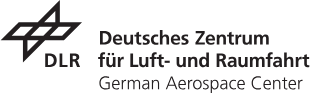 Deutsches Zentrum
DLR für Luft- und Raumfahrt
German Aerospace Center